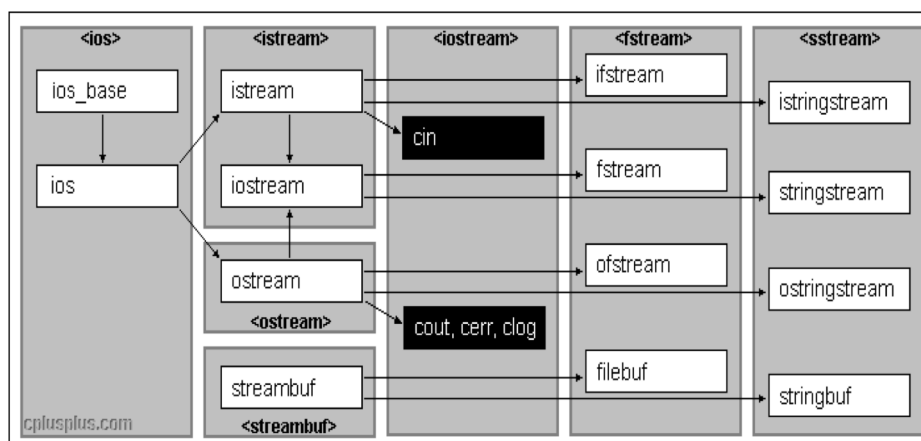 <ios>
ios_base
ios
<istream>
istream
iostream
ostream
<ostream>
streambuf
<streambuf>
<iostream>
cin
cout, cerr, clog
<fstream>
ifstream
fstream
ofstream
filebuf
<sstream>
istringstream
stringstream
ostringstream
stringbuf
cplusplus.com